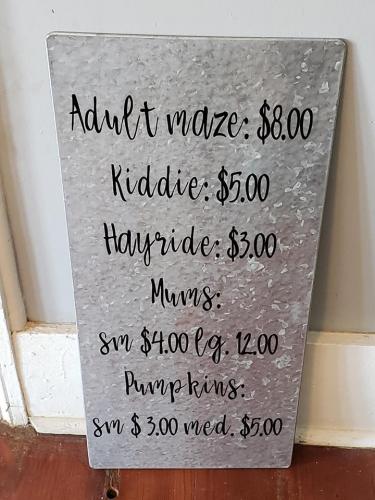 Adult maze: $8.00
Kiddie: $5.00
Hayride: $3.00
Mums:
sm $4.00 lg. 12.00
Pumpkins:
sm $ 3.00 med. $5.00